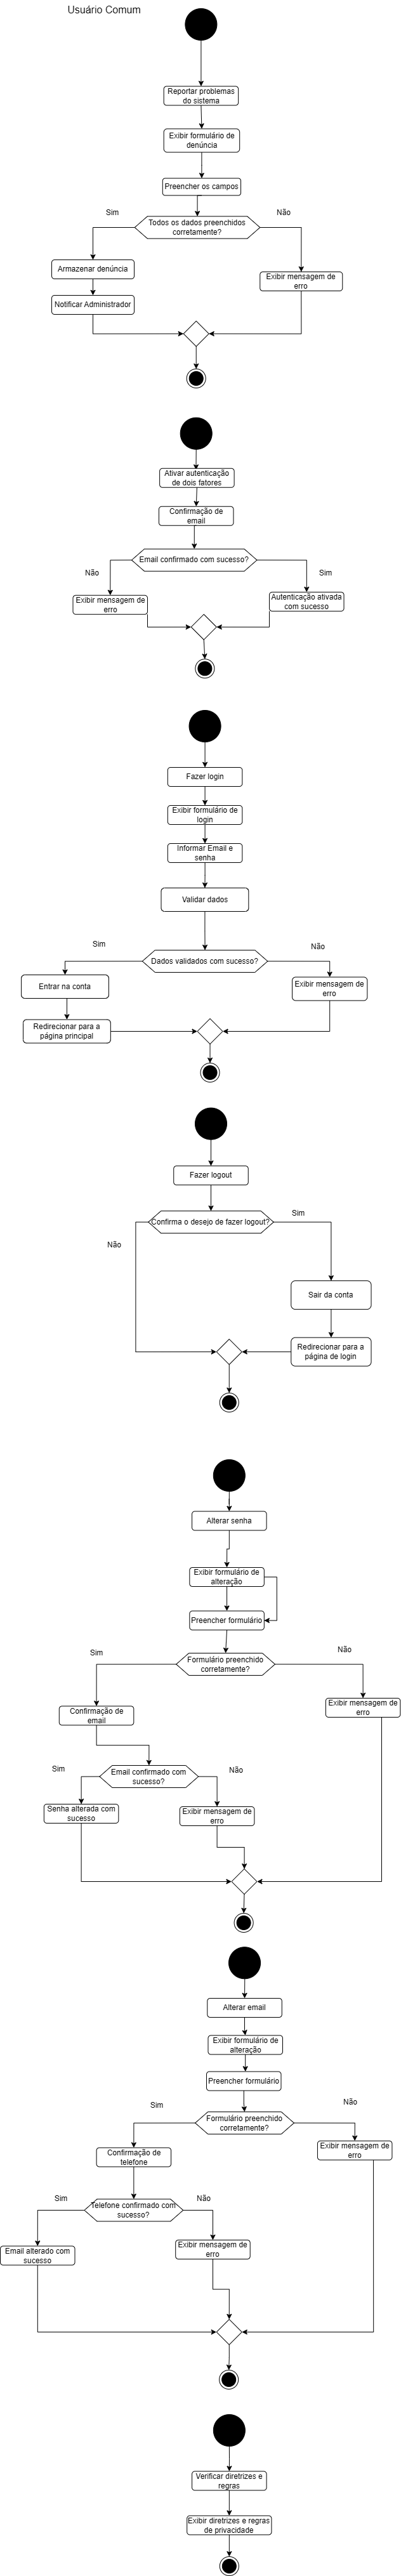 Usuário Comum
Reportar problemas
do sistema
Exibir formulário de
denúncia
Preencher os campos
Sim
Não
Todos os dados preenchidos
corretamente?
Armazenar denúncia
Exibir mensagem de
erro
Notificar Administrador
Ativar autenticação
de dois fatores
Confirmação de
email
Email confirmado com sucesso?
Não
Sim
Exibir mensagem de
erro
Autenticação ativada
com sucesso
Fazer login
Exibir formulário de
login
Informar Email e
senha
Validar dados
Sim
Não
Dados validados com sucesso?
Entrar na conta
Exibir mensagem de
erro
Redirecionar para a
página principal
Fazer logout
Sim
Confirma o desejo de fazer logout?
Não
Sair da conta
Redirecionar para a
página de login
Alterar senha
Exibir formulário de
alteração
Preencher formulário
Sim
Não
Formulário preenchido
corretamente?
Confirmação de
email
Exibir mensagem de
erro
Sim
Não
Email confirmado com
sucesso?
Senha alterada com
sucesso
Exibir mensagem de
erro
Alterar email
Exibir formulário de
alteração
Preencher formulário
Sim
Não
Formulário preenchido
corretamente?
Confirmação de
telefone
Exibir mensagem de
erro
Sim
Não
Telefone confirmado com
sucesso?
Email alterado com
sucesso
Exibir mensagem de
erro
Verificar diretrizes e
regras
Exibir diretrizes e regras
de privacidade